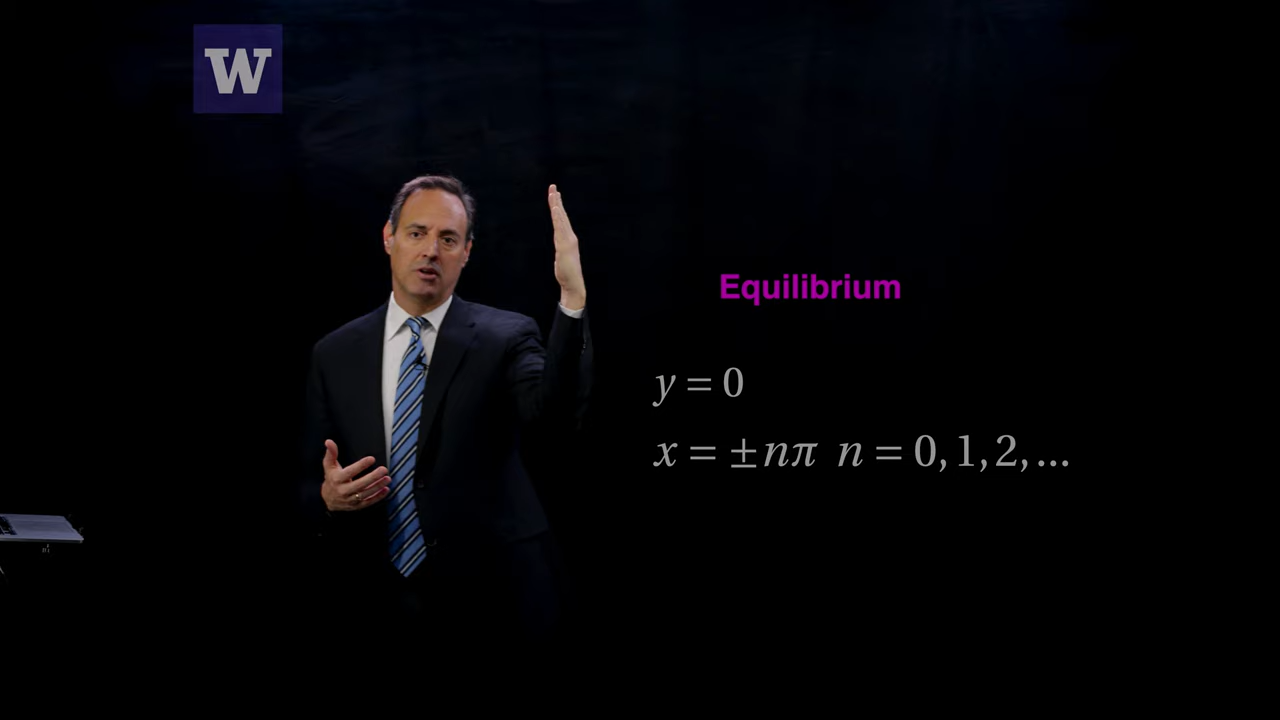 W
Equilibrium
y = 0
x = ±nπ n = 0, 1, 2, ...